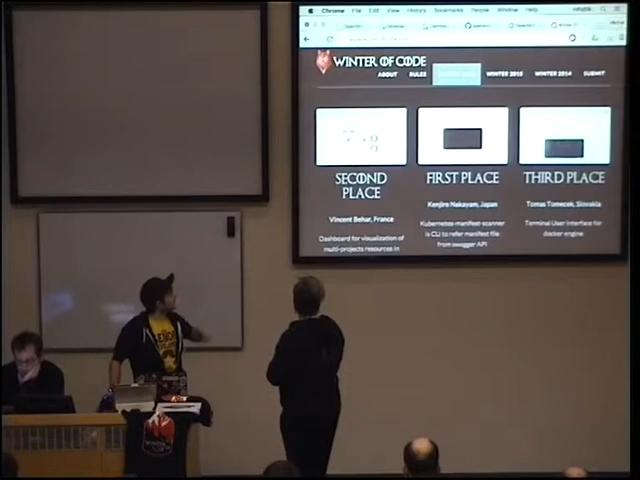 Chrome File Edit View History Bookmarks People Window Help
WINTER OF CODE
ABOUT RULES WINTER 2015 WINTER 2014 SUBMIT
SECOND PLACE
Vincent Behar, France
Dashboard for visualization of
multi-projects resources in
FIRST PLACE
Kenjiro Nakayam, Japan
Kubernetes-manifest-scanner
is CLI to refer manifest file
from swagger API
THIRD PLACE
Tomas Tomecek, Slovakia
Terminal User Interface for
docker engine
WINTER